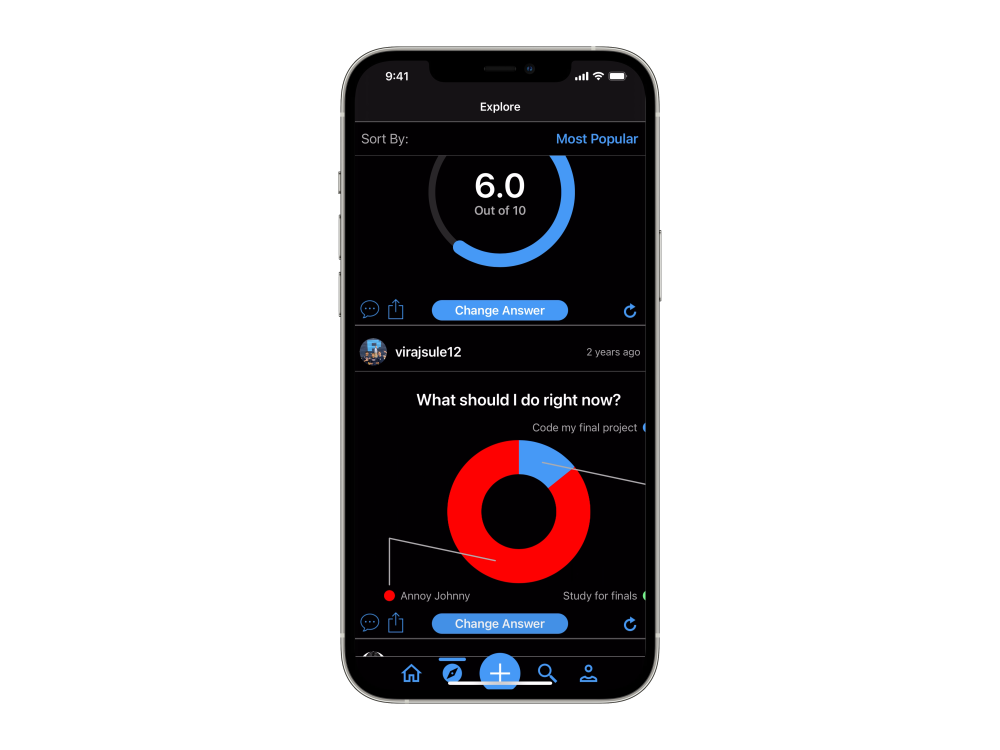 9:41
Explore
Sort By: Most Popular
6.0
Out of 10
Change Answer
virajsule12 2 years ago
What should I do right now?
Code my final project
Annoy Johnny Study for finals
Change Answer